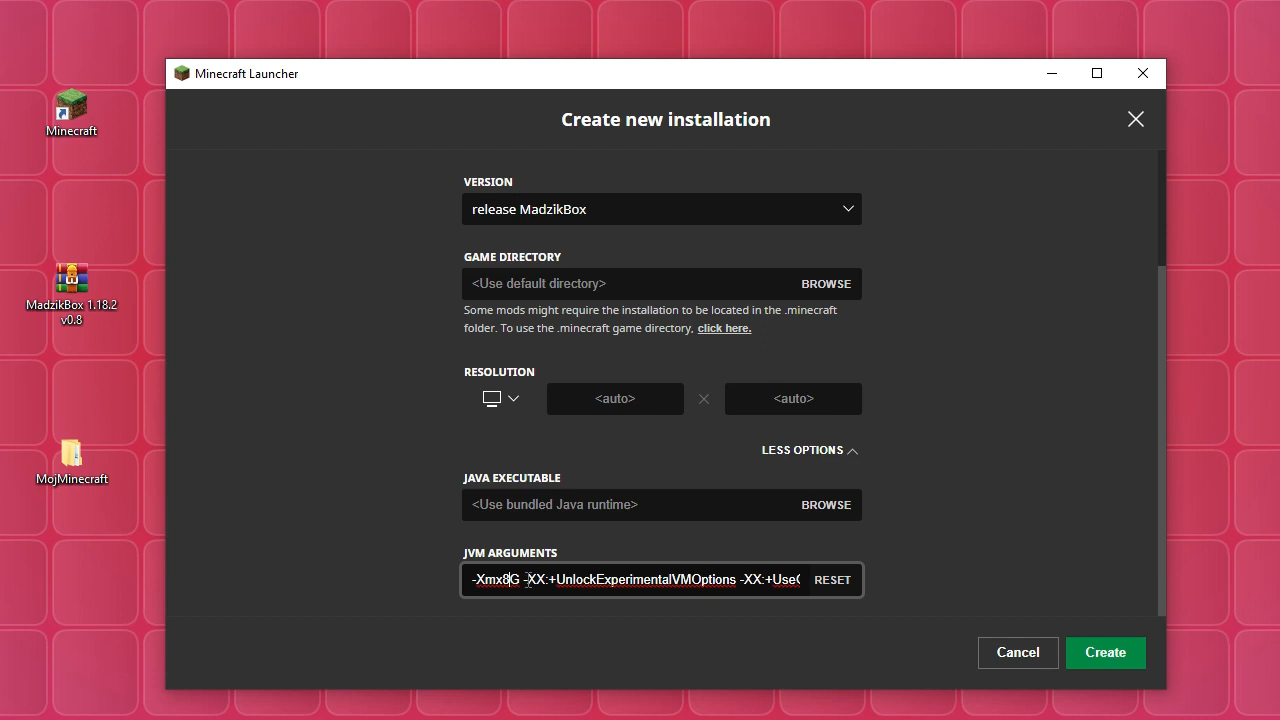 Minecraft Launcher
Create new installation
Minecraft
VERSION
release MadzikBox
GAME DIRECTORY
<Use default directory>
BROWSE
MadzikBox 1.18.2
v0.8
Some mods might require the installation to be located in the .minecraft
folder. To use the .minecraft game directory, click here.
RESOLUTION
<auto>
<auto>
LESS OPTIONS
MojMinecraft
JAVA EXECUTABLE
<Use bundled Java runtime>
BROWSE
JVM ARGUMENTS
-Xmx8G -XX:+UnlockExperimentalVMOptions -XX:+Use
RESET
Cancel
Create